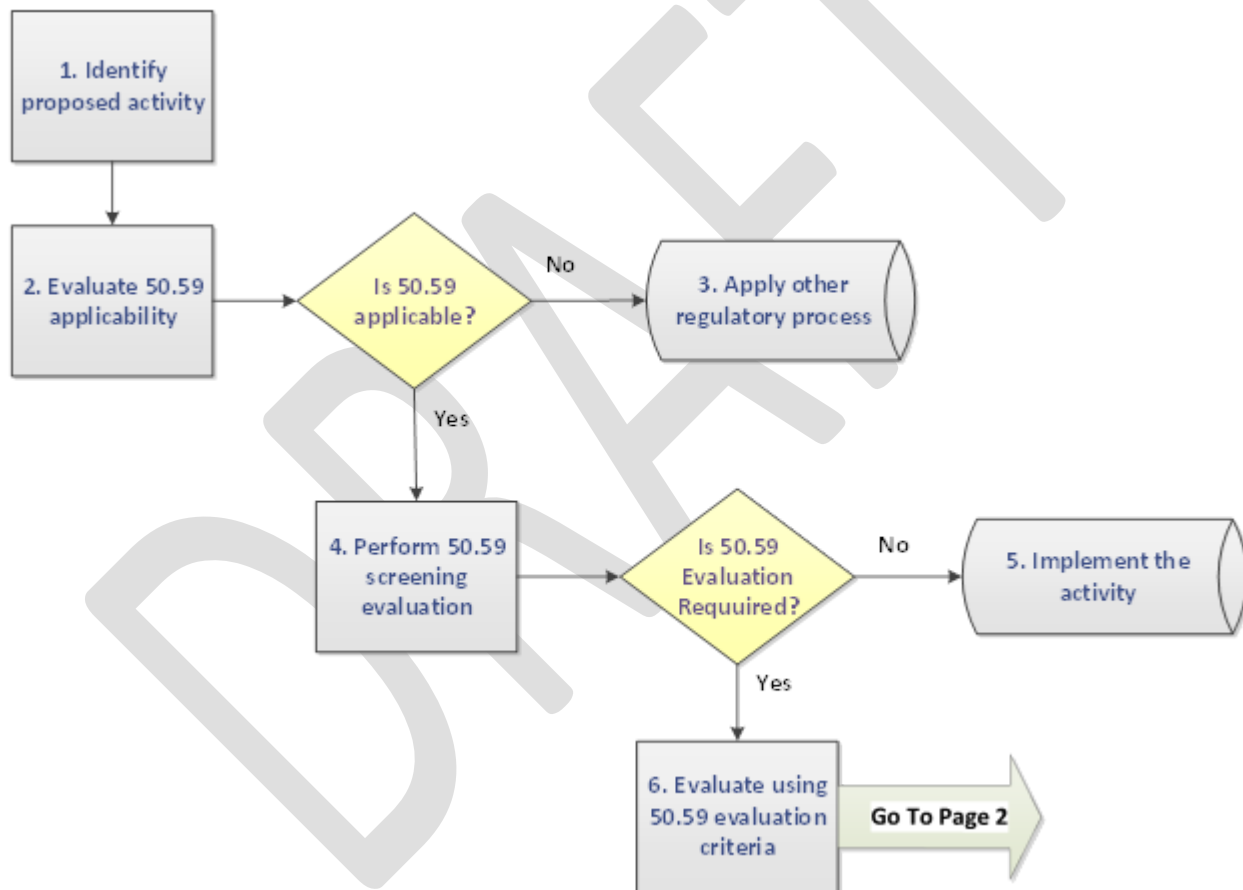 1. Identify
proposed activity
2. Evaluate 50.59
applicability
Is 50.59
applicable?
No
3. Apply other
regulatory process
Yes
4. Perform 50.59
screening
evaluation
Is 50.59
Evaluation
Requuired?
No
5. Implement the
activity
Yes
6. Evaluate using
50.59 evaluation
criteria
Go To Page 2
DRAFT